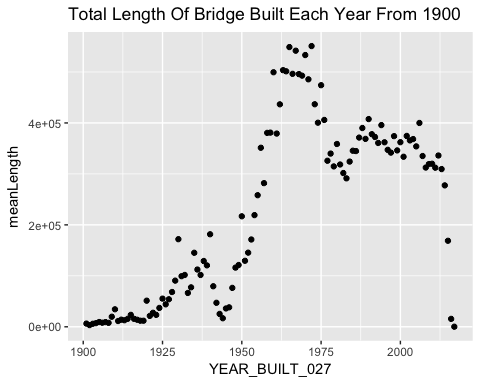 Total Length Of Bridge Built Each Year From 1900
meanLength
4e+05
2e+05
0e+00
1900 1925 1950 1975 2000
YEAR_BUILT_027